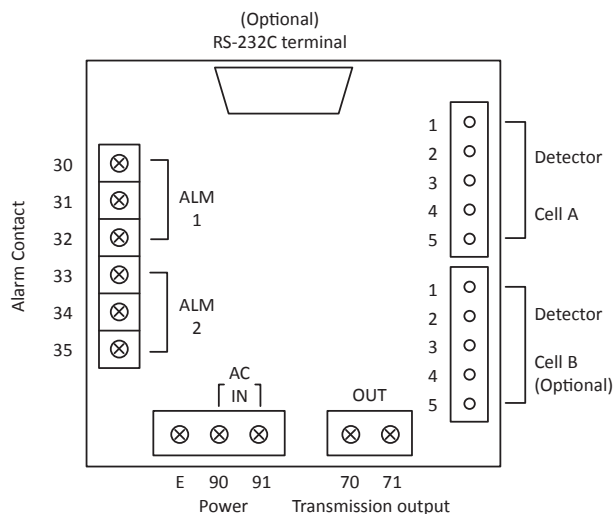 (Optional)
RS-232C terminal
Alarm Contact
30
31
32
33
34
35
ALM
1
ALM
2
1
2
3
4
5
Detector
Cell A
1
2
3
4
5
Detector
Cell B
(Optional)
AC
IN
OUT
E 90 91
Power
70 71
Transmission output